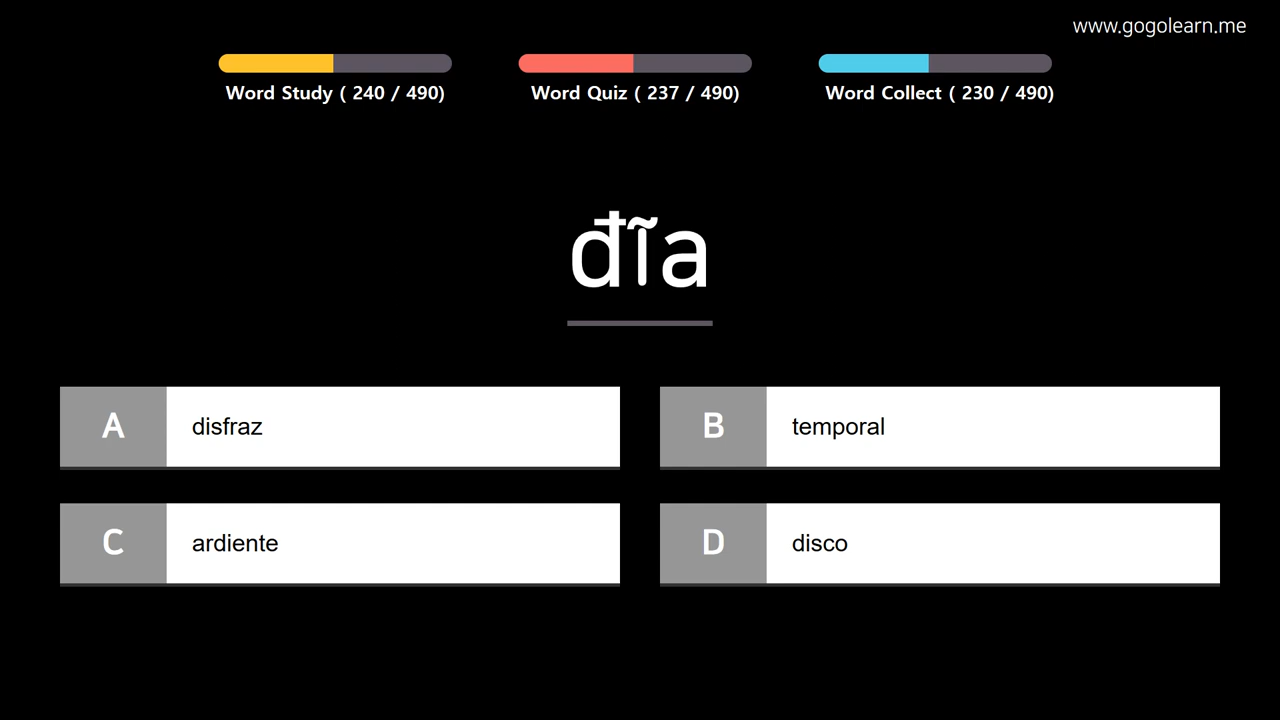 www.gogolearn.me
Word Study ( 240 / 490)
Word Quiz ( 237 / 490)
Word Collect ( 230 / 490)
đĩa
A disfraz
B temporal
C ardiente
D disco